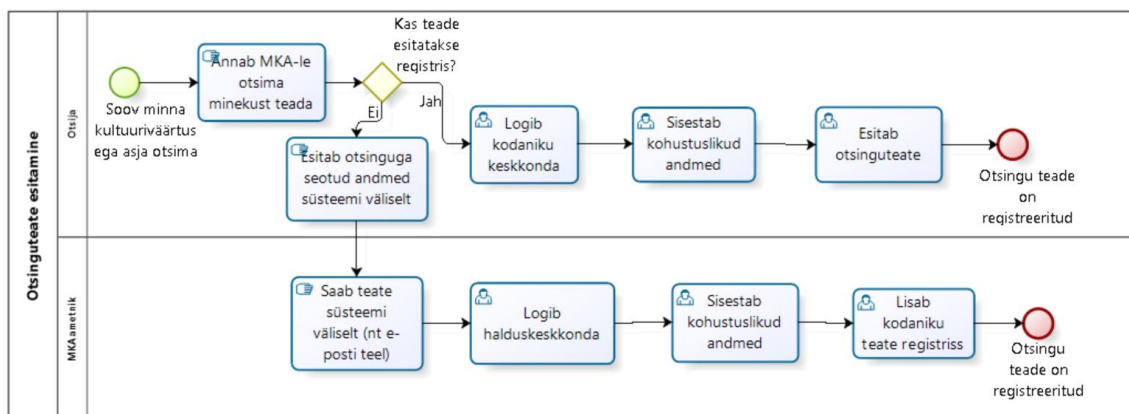 Otsinguteate esitamine
Otsija
Soov minna
kultuuriväärtus
ega asja otsima
Annab MKA-le
otsima
minekust teada
Kas teade
esitatakse
registris?
Jah
Ei
Logib
kodaniku
keskkonda
Sisestab
kohustuslikud
andmed
Esitab
otsinguteate
Otsingu teade
on
registreeritud
Esitab otsinguga
seotud andmed
süsteemi väliselt
MKAametnik
Saab teate
süsteemi
väliselt (nt e-
posti teel)
Logib
halduskeskkonda
Sisestab
kohustuslikud
andmed
Lisab
kodaniku
teate registriss
Otsingu
teade on
registreeritud